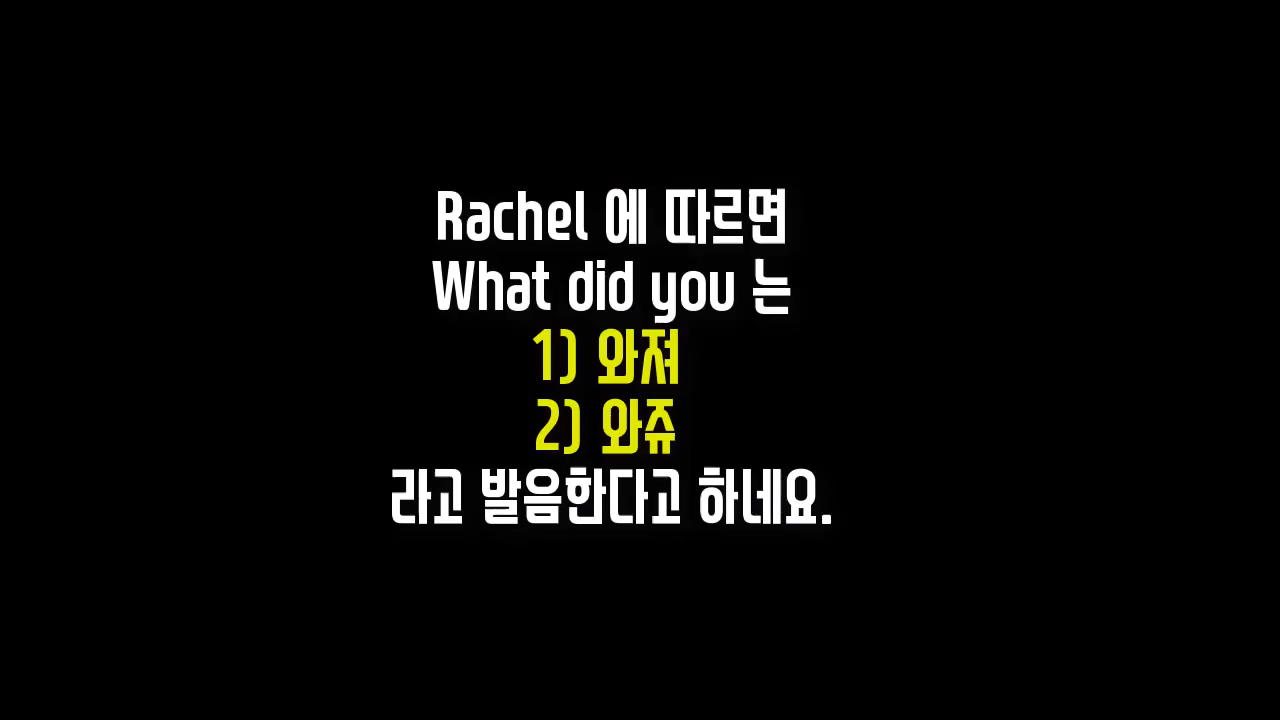 Rachel 에 따르면
What did you 는
1) 와져
2) 와쥬
라고 발음한다고 하네요.